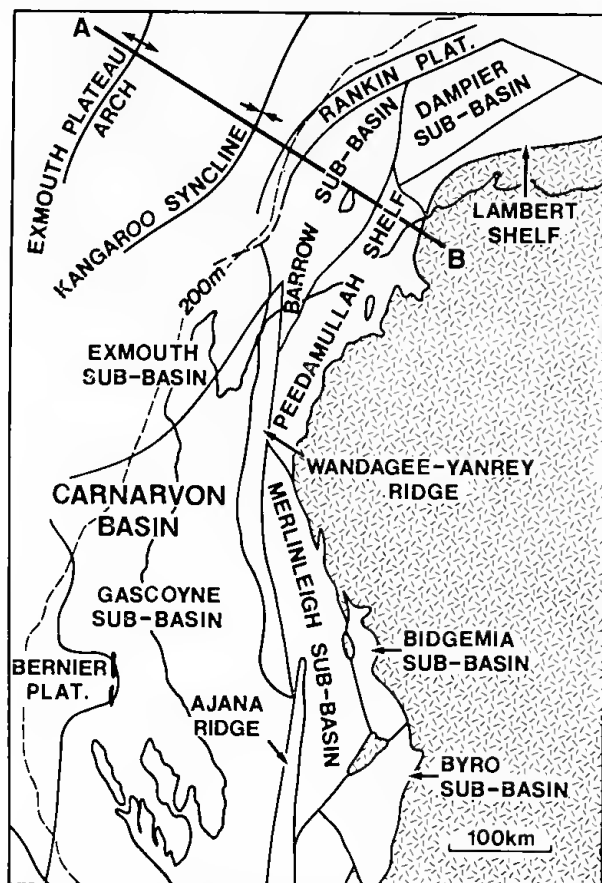 A
EXMOUTH PLATEAU
ARCH
KANGAROO SYNCLINE
RANKIN PLAT.
DAMPIER
SUB-BASIN
LAMBERT
SHELF
BARROW SUB-BASIN
B
200m
PEEDAMULLAH SHELF
EXMOUTH
SUB-BASIN
WANDAGEE-YANREY
RIDGE
CARNARVON
BASIN
MERLINLEIGH SUB-BASIN
GASCOYNE
SUB-BASIN
BIDGEMIA
SUB-BASIN
BERNIER
PLAT.
AJANA
RIDGE
BYRO
SUB-BASIN
100km